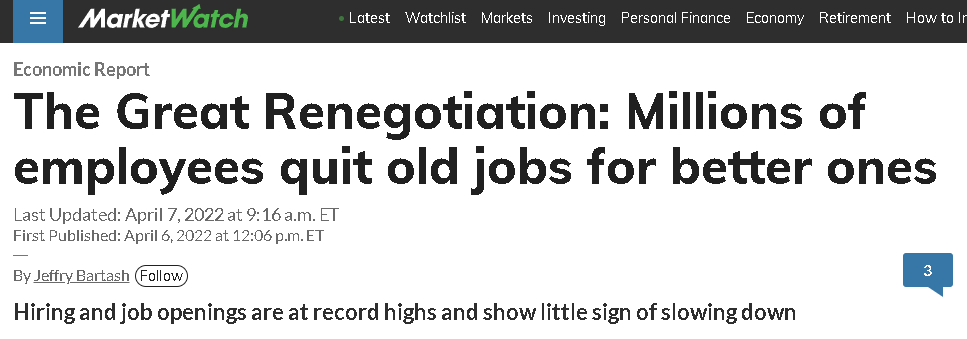 MarketWatch
• Latest Watchlist Markets Investing Personal Finance Economy Retirement How to
Economic Report
The Great Renegotiation: Millions of
employees quit old jobs for better ones
Last Updated: April 7, 2022 at 9:16 a.m. ET
First Published: April 6, 2022 at 12:06 p.m. ET
By Jeffry Bartash Follow
3
Hiring and job openings are at record highs and show little sign of slowing down